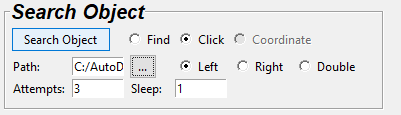 Search Object
Search Object Find Click Coordinate
Path: C:/AutoD ... Left Right Double
Attempts: 3 Sleep: 1